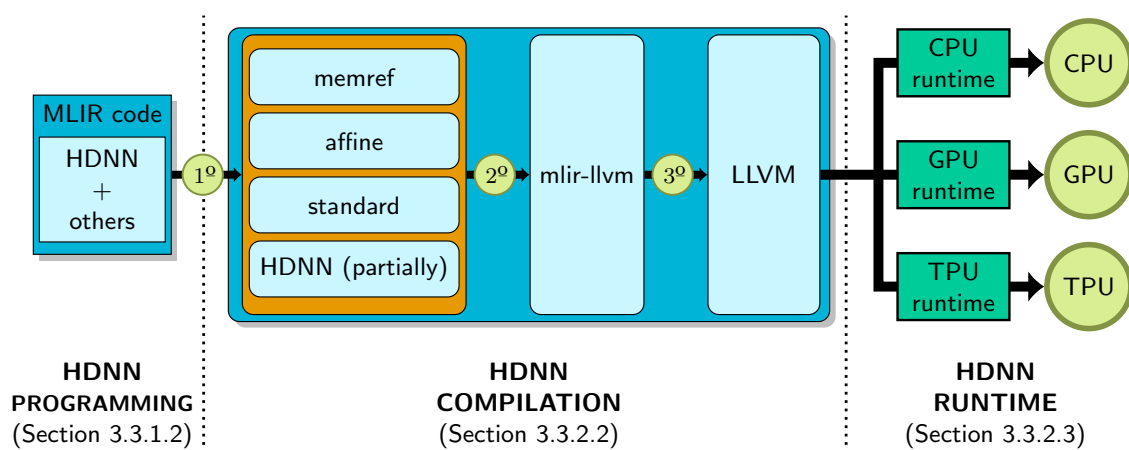 MLIR code
HDNN
+
others
1º
memref
affine
standard
HDNN (partially)
2º
mlir-llvm
3º
LLVM
CPU
runtime
CPU
GPU
runtime
GPU
TPU
runtime
TPU
HDNN
PROGRAMMING
(Section 3.3.1.2)
HDNN
COMPILATION
(Section 3.3.2.2)
HDNN
RUNTIME
(Section 3.3.2.3)